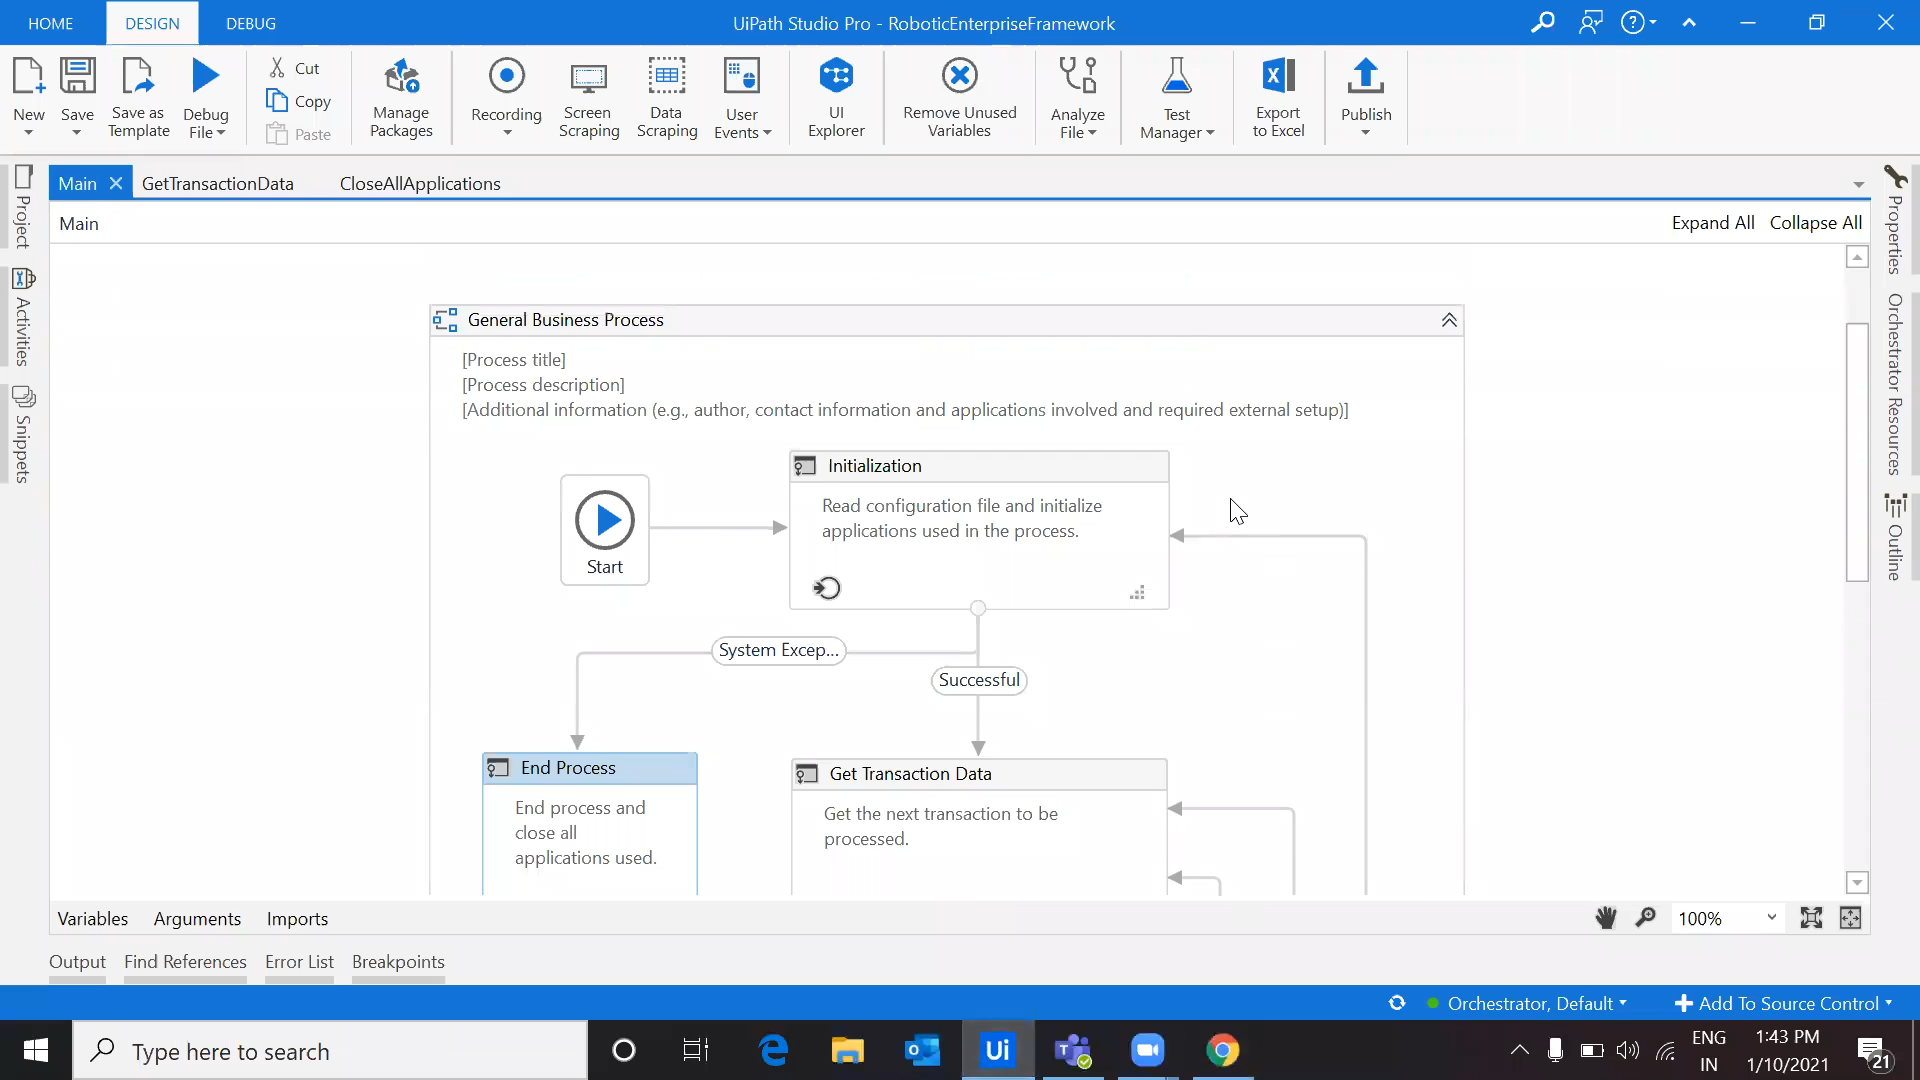 HOME
DESIGN
DEBUG
UiPath Studio Pro - RoboticEnterpriseFramework
New
Save
Save as
Template
Debug
File
Cut
Copy
Paste
Manage
Packages
Recording
Screen
Scraping
Data
Scraping
User
Events
UI
Explorer
Remove Unused
Variables
Analyze
File
Test
Manager
Export
to Excel
Publish
Main
GetTransactionData
CloseAllApplications
Main
Expand All
Collapse All
Project
Activities
Snippets
Properties
Orchestrator Resources
Outline
General Business Process
[Process title]
[Process description]
[Additional information (e.g., author, contact information and applications involved and required external setup)]
Start
Initialization
Read configuration file and initialize
applications used in the process.
System Excep...
Successful
End Process
End process and
close all
applications used.
Get Transaction Data
Get the next transaction to be
processed.
Variables
Arguments
Imports
100%
Output
Find References
Error List
Breakpoints
Orchestrator, Default
Add To Source Control
Type here to search
Ui
ENG
IN
1:43 PM
1/10/2021
21